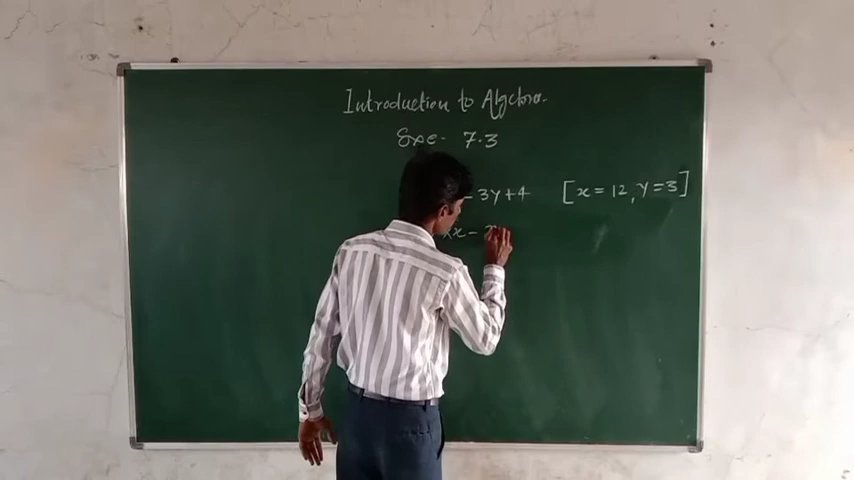 Introduction to Algebra.
Exe- 7.3
- 3y + 4 [x = 12, y = 3]
x -